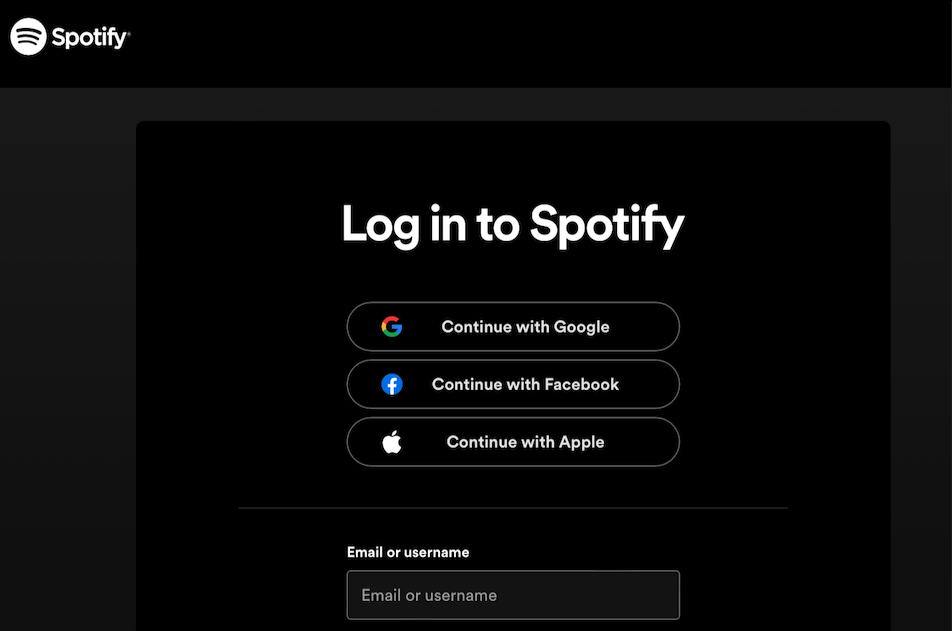 Spotify®
Log in to Spotify
Continue with Google
Continue with Facebook
Continue with Apple
Email or username
Email or username